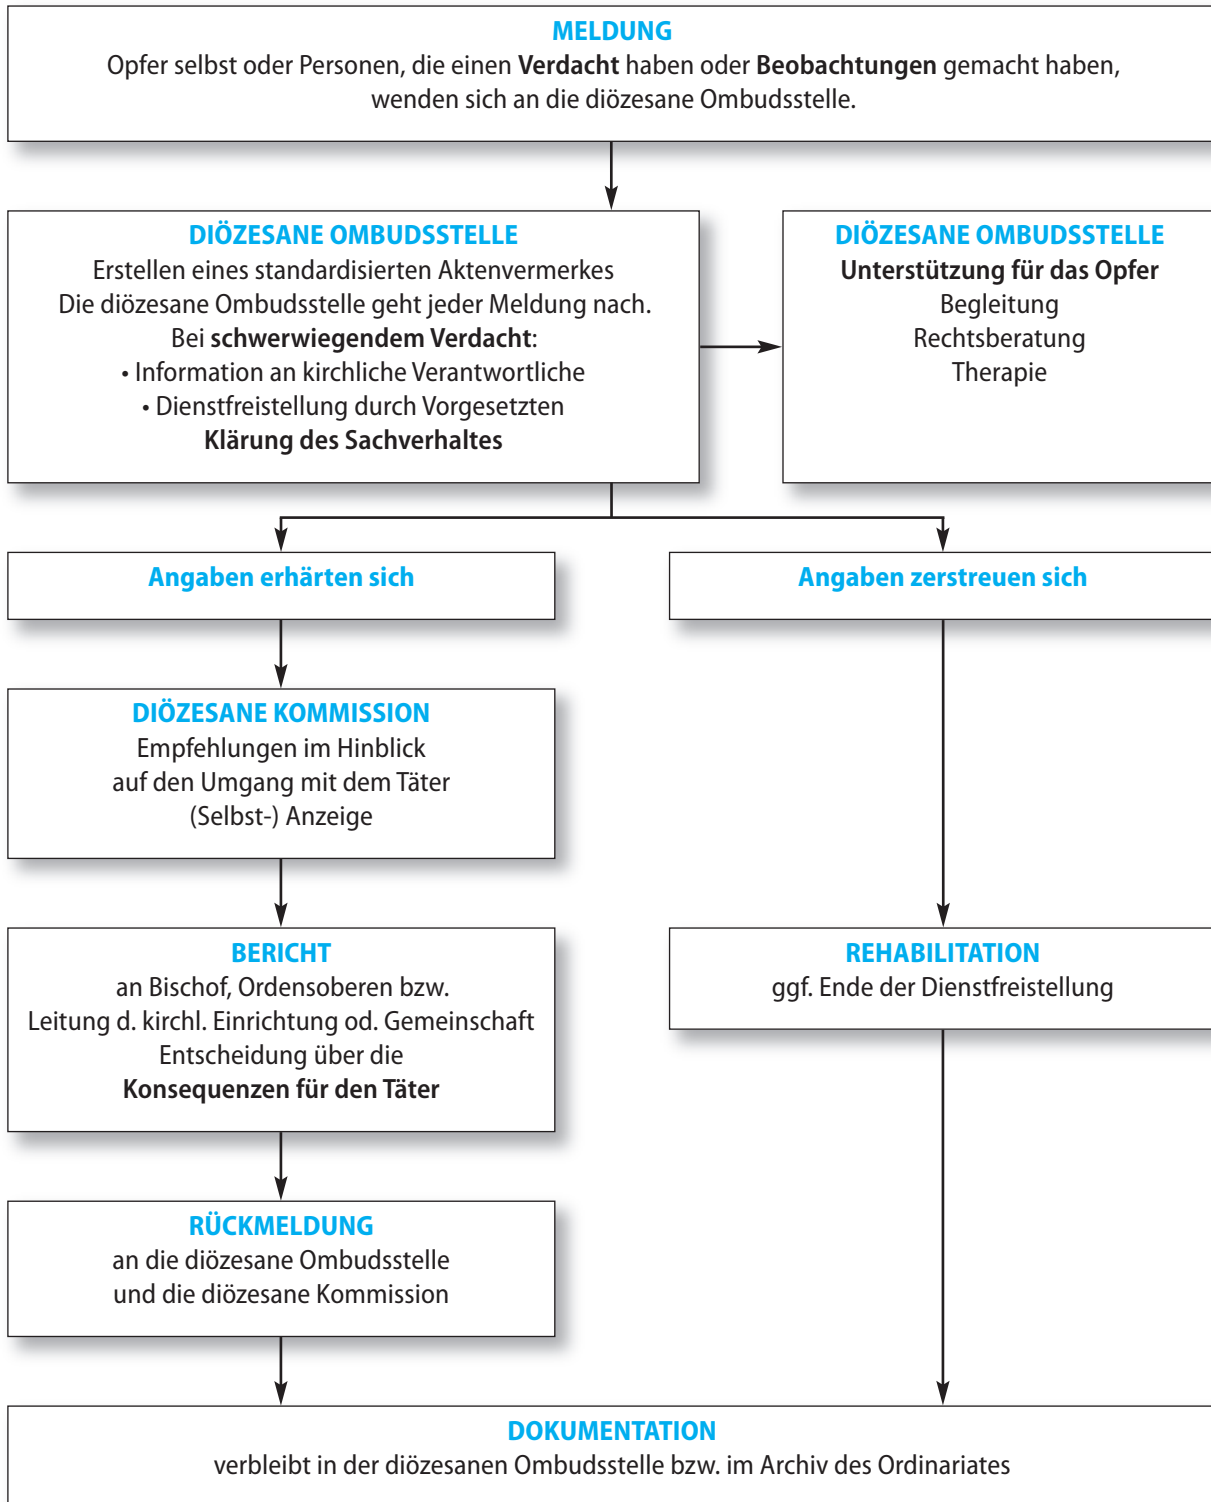 MELDUNG
Opfer selbst oder Personen, die einen Verdacht haben oder Beobachtungen gemacht haben,
wenden sich an die diözesane Ombudsstelle.
DIÖZESANE OMBUDSSTELLE
Erstellen eines standardisierten Aktenvermerkes
Die diözesane Ombudsstelle geht jeder Meldung nach.
Bei schwerwiegendem Verdacht:
• Information an kirchliche Verantwortliche
• Dienstfreistellung durch Vorgesetzten
Klärung des Sachverhaltes
DIÖZESANE OMBUDSSTELLE
Unterstützung für das Opfer
Begleitung
Rechtsberatung
Therapie
Angaben erhärten sich
Angaben zerstreuen sich
DIÖZESANE KOMMISSION
Empfehlungen im Hinblick
auf den Umgang mit dem Täter
(Selbst-) Anzeige
BERICHT
an Bischof, Ordensoberen bzw.
Leitung d. kirchl. Einrichtung od. Gemeinschaft
Entscheidung über die
Konsequenzen für den Täter
REHABILITATION
ggf. Ende der Dienstfreistellung
RÜCKMELDUNG
an die diözesane Ombudsstelle
und die diözesane Kommission
DOKUMENTATION
verbleibt in der diözesanen Ombudsstelle bzw. im Archiv des Ordinariates